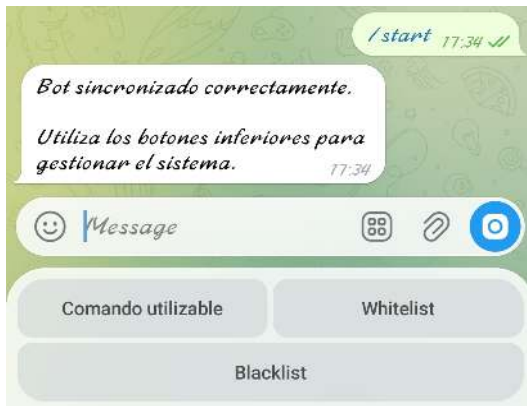 /start 17:34
Bot sincronizado correctamente.
Utiliza los botones inferiores para
gestionar el sistema. 17:34
Message
Comando utilizable
Whitelist
Blacklist